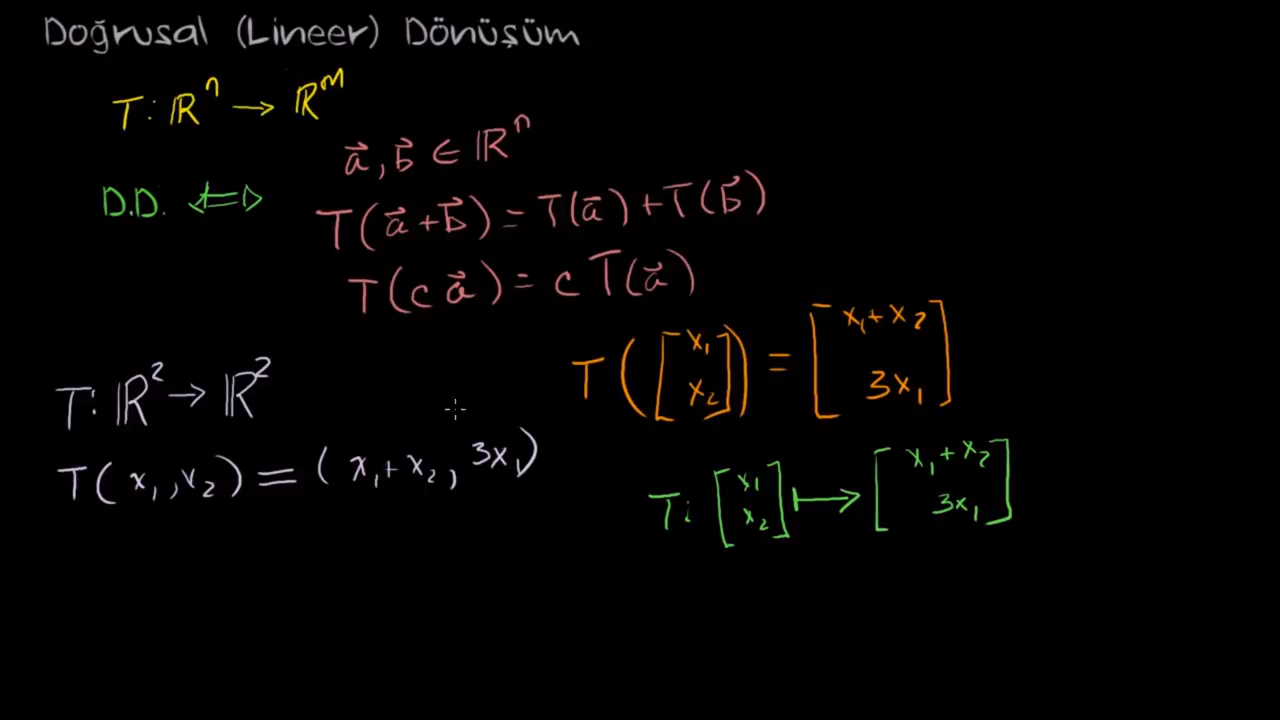 Doğrusal (Lineer) Dönüşüm
T: ℝⁿ → ℝᵐ
a⃗, b⃗ ∈ ℝⁿ
D.D. ⇔
T(a⃗ + b⃗) = T(a⃗) + T(b⃗)
T(c a⃗) = c T(a⃗)
T([x₁ x₂]) = [x₁ + x₂ 3x₁]
T: ℝ² → ℝ²
T(x₁, x₂) = (x₁ + x₂, 3x₁)
T: [x₁ x₂] ↦ [x₁ + x₂ 3x₁]